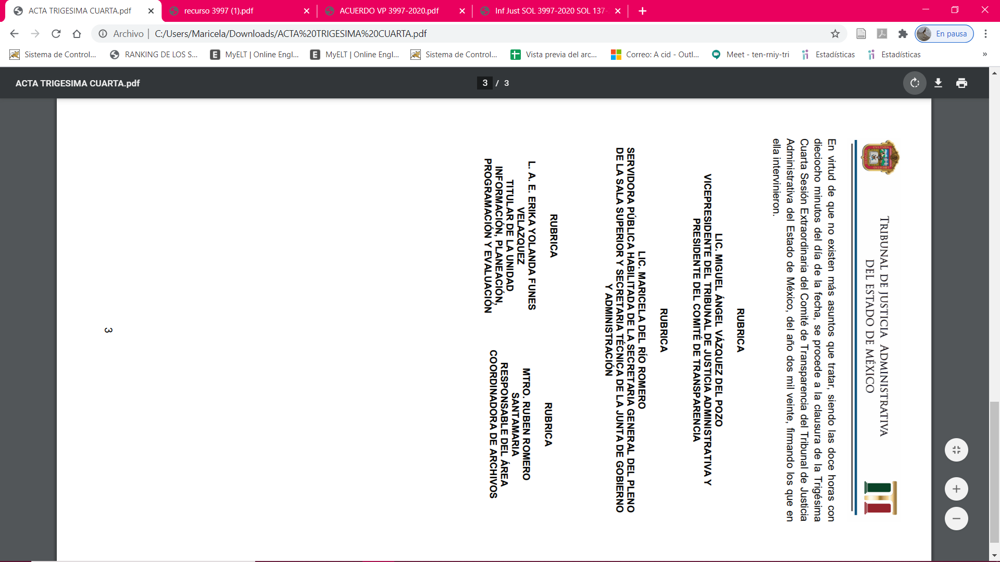 ACTA TRIGESIMA CUARTA.pdf
recurso 3997 (1).pdf
ACUERDO VP 3997-2020.pdf
Inf Just SOL 3997-2020 SOL 137-
Archivo
C:/Users/Maricela/Downloads/ACTA%20TRIGESIMA%20CUARTA.pdf
En pausa
Sistema de Control...
RANKING DE LOS S...
MyELT | Online Engl...
MyELT | Online Engl...
Sistema de Control...
Vista previa del arc...
Correo: A cid - Outl...
Meet - ten-rniy-tri
Estadísticas
Estadísticas
»
ACTA TRIGESIMA CUARTA.pdf
3 / 3
TRIBUNAL DE JUSTICIA ADMINISTRATIVA
DEL ESTADO DE MÉXICO
En virtud de que no existen más asuntos que tratar, siendo las doce horas con
dieciocho minutos del día de la fecha, se procede a la clausura de la Trigésima
Cuarta Sesión Extraordinaria del Comité de Transparencia del Tribunal de Justicia
Administrativa del Estado de México, del año dos mil veinte, firmando los que en
ella intervinieron.
RUBRICA
LIC. MIGUEL ÁNGEL VÁZQUEZ DEL POZO
VICEPRESIDENTE DEL TRIBUNAL DE JUSTICIA ADMINISTRATIVA Y
PRESIDENTE DEL COMITÉ DE TRANSPARENCIA
RUBRICA
LIC. MARICELA DEL RÍO ROMERO
SERVIDORA PÚBLICA HABILITADA DE LA SECRETARIA GENERAL DEL PLENO
DE LA SALA SUPERIOR Y SECRETARIA TÉCNICA DE LA JUNTA DE GOBIERNO
Y ADMINISTRACIÓN
RUBRICA
L. A. E. ERIKA YOLANDA FUNES
VELAZQUEZ
TITULAR DE LA UNIDAD
INFORMACIÓN, PLANEACIÓN,
PROGRAMACIÓN Y EVALUACIÓN
RUBRICA
MTRO. RUBEN ROMERO
SANTAMARIA
RESPONSABLE DEL ÁREA
COORDINADORA DE ARCHIVOS
3